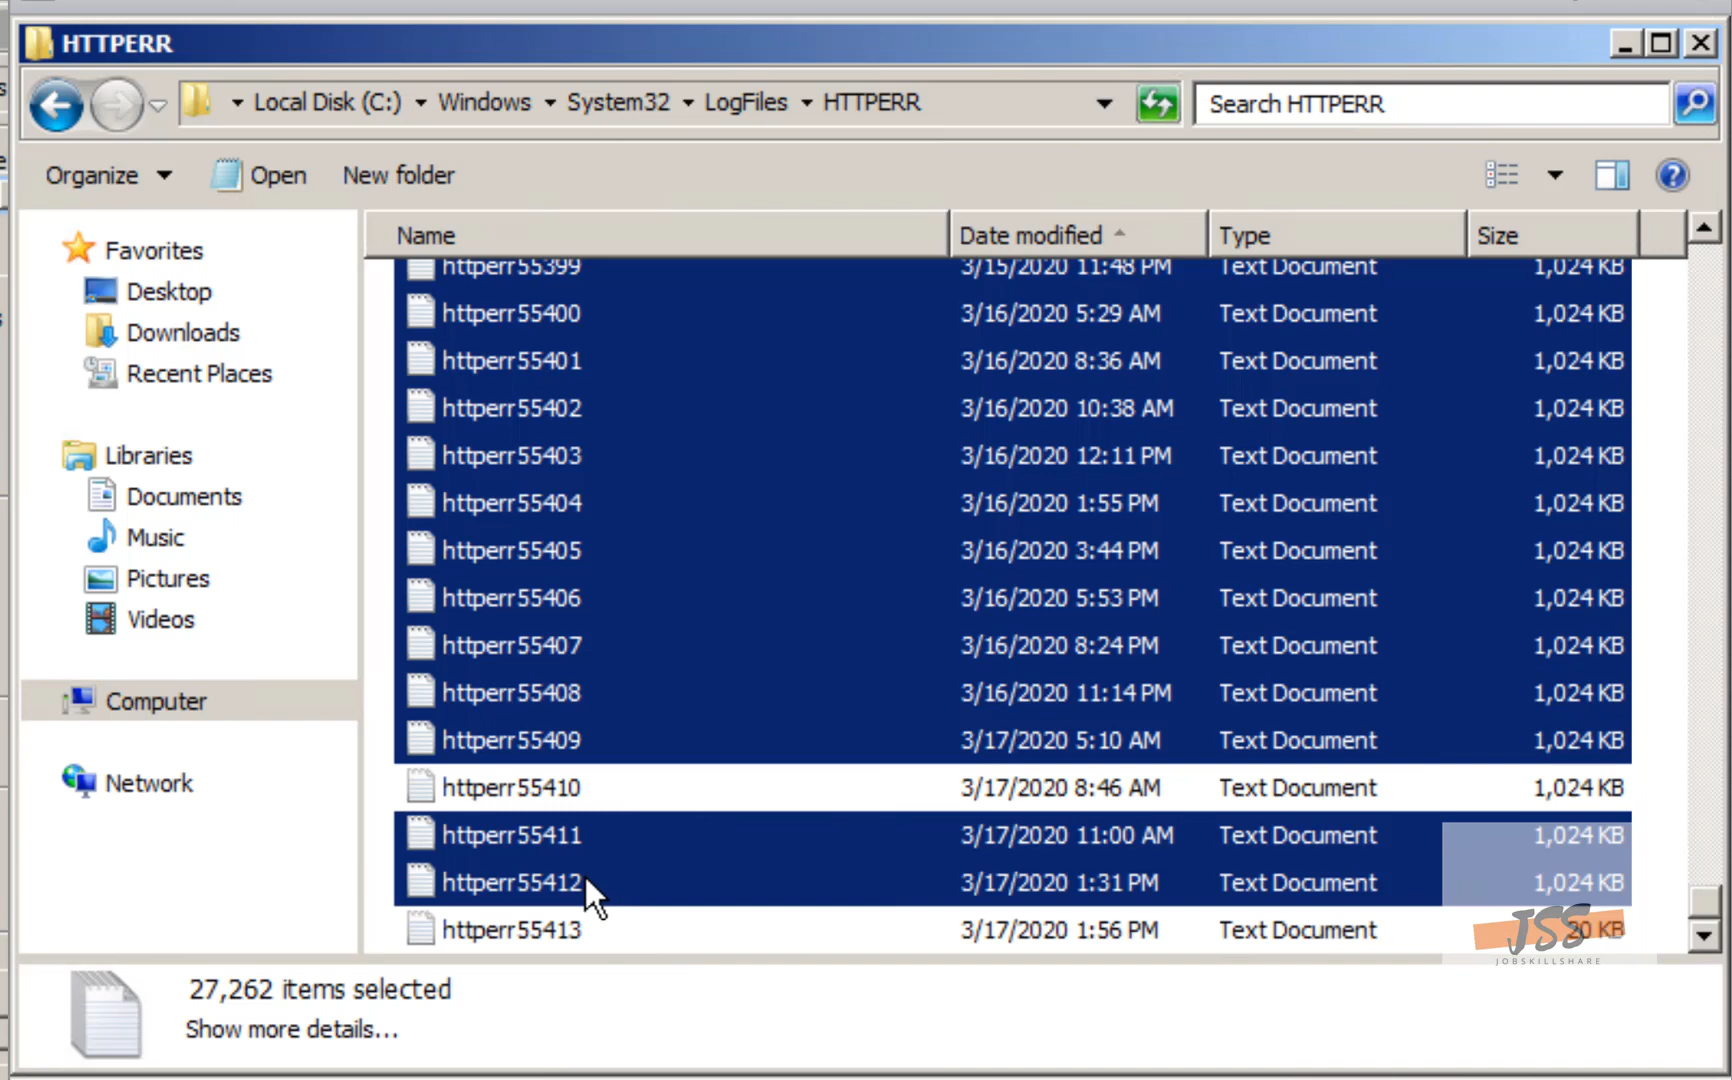 HTTPERR
Local Disk (C:) Windows System32 LogFiles HTTPERR
Search HTTPERR
Organize Open New folder
Favorites
Desktop
Downloads
Recent Places
Libraries
Documents
Music
Pictures
Videos
Computer
Network
Name Date modified Type Size
httperr55399 3/15/2020 11:48 PM Text Document 1,024 KB
httperr55400 3/16/2020 5:29 AM Text Document 1,024 KB
httperr55401 3/16/2020 8:36 AM Text Document 1,024 KB
httperr55402 3/16/2020 10:38 AM Text Document 1,024 KB
httperr55403 3/16/2020 12:11 PM Text Document 1,024 KB
httperr55404 3/16/2020 1:55 PM Text Document 1,024 KB
httperr55405 3/16/2020 3:44 PM Text Document 1,024 KB
httperr55406 3/16/2020 5:53 PM Text Document 1,024 KB
httperr55407 3/16/2020 8:24 PM Text Document 1,024 KB
httperr55408 3/16/2020 11:14 PM Text Document 1,024 KB
httperr55409 3/17/2020 5:10 AM Text Document 1,024 KB
httperr55410 3/17/2020 8:46 AM Text Document 1,024 KB
httperr55411 3/17/2020 11:00 AM Text Document 1,024 KB
httperr55412 3/17/2020 1:31 PM Text Document 1,024 KB
httperr55413 3/17/2020 1:56 PM Text Document 20 KB
JSS
JOBSKILLSHARE
27,262 items selected
Show more details...